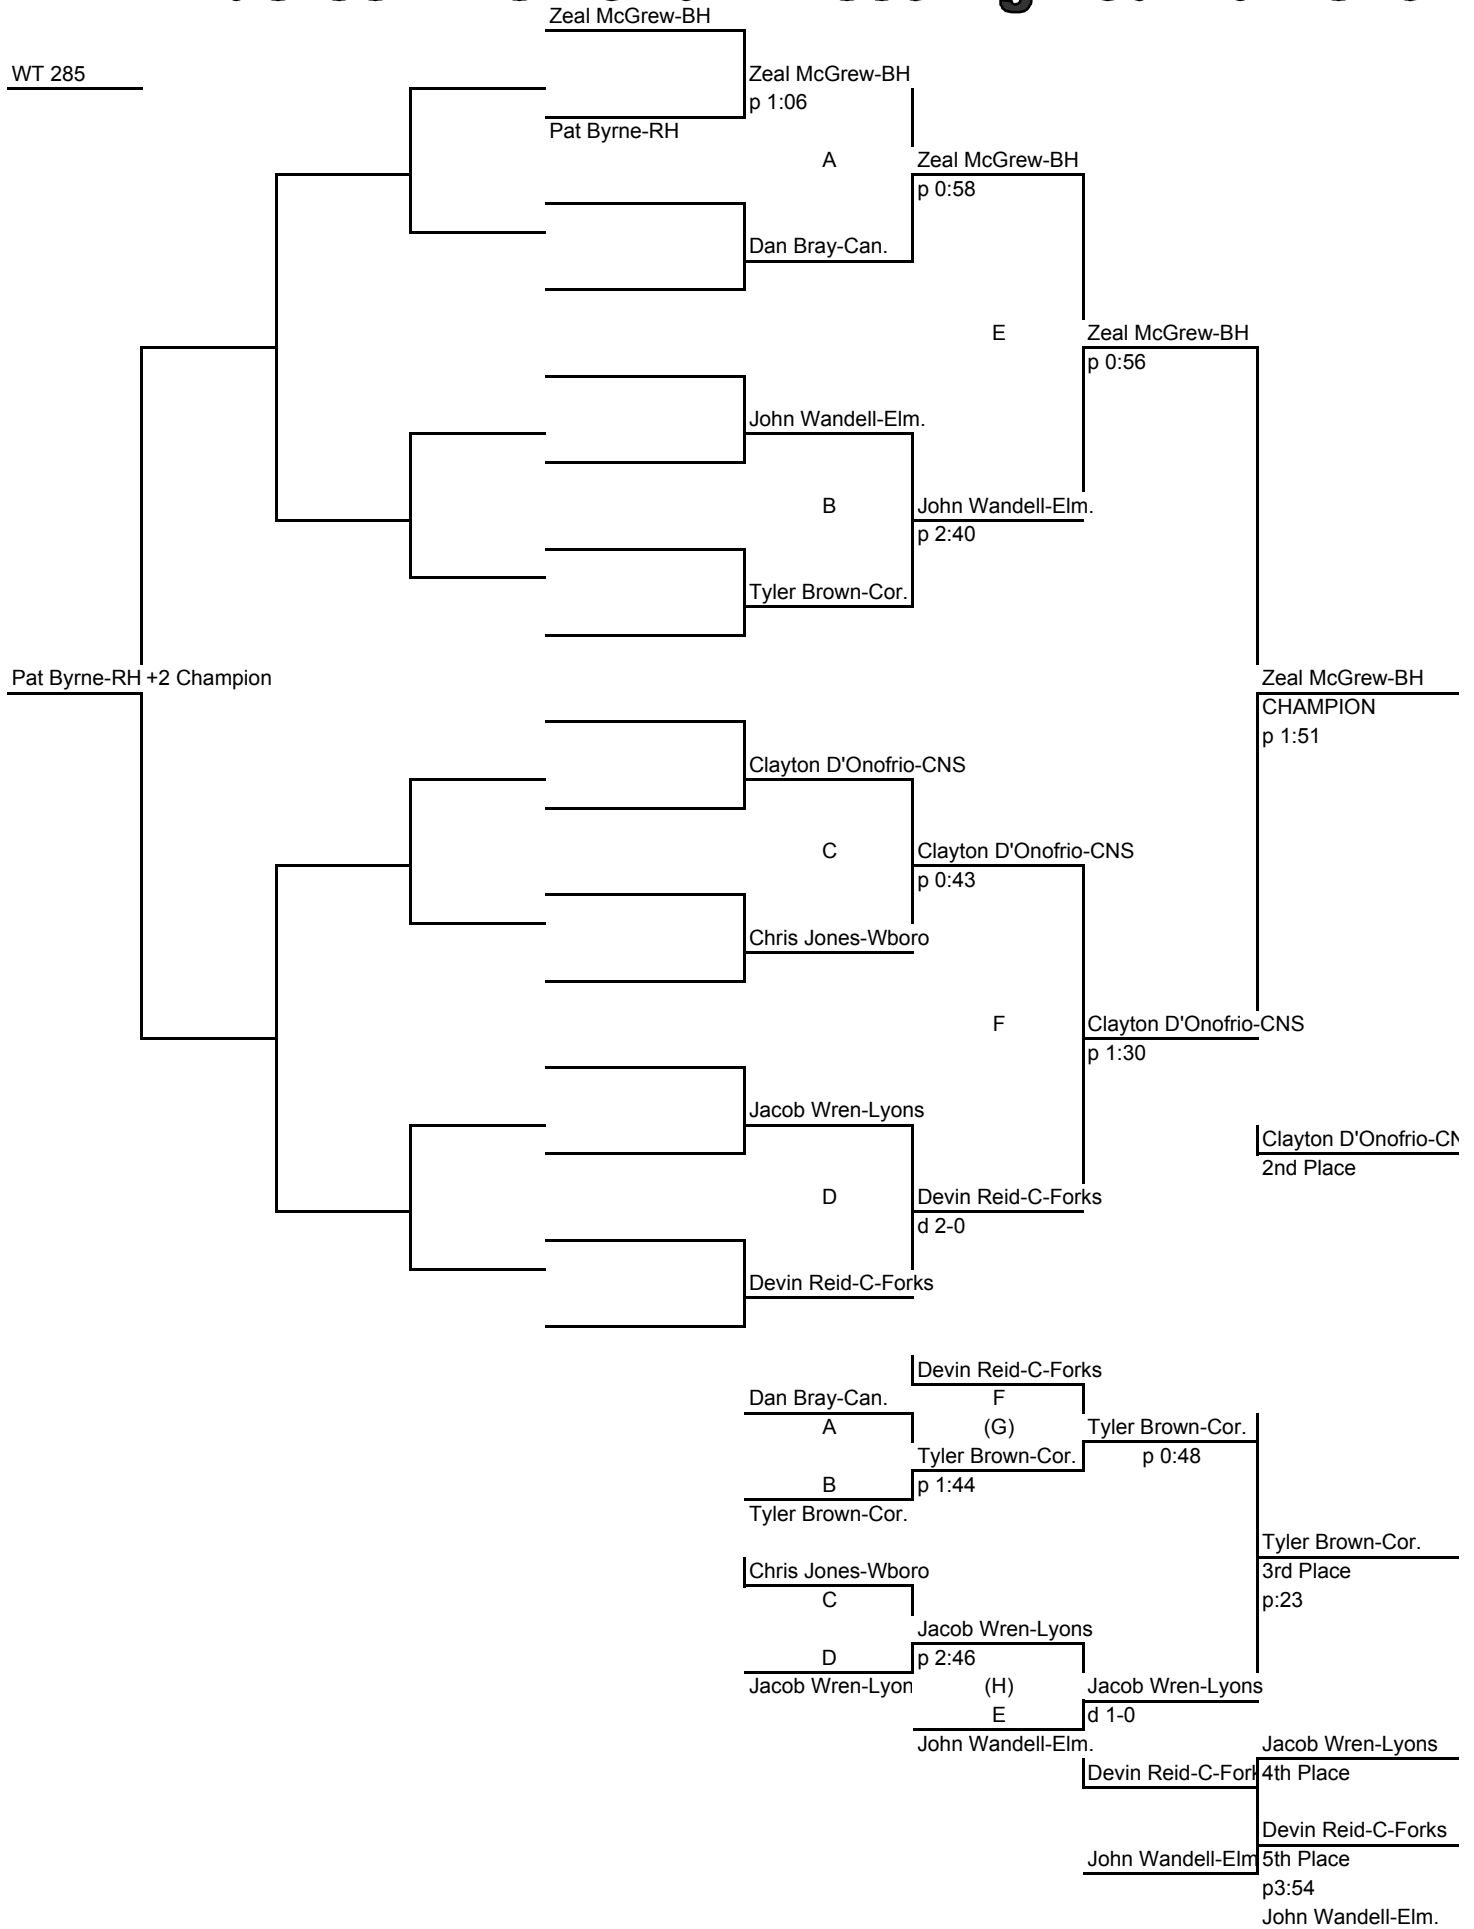 Zeal McGrew-BH
WT 285
Zeal McGrew-BH
p 1:06
Pat Byrne-RH
A
Zeal McGrew-BH
p 0:58
Dan Bray-Can.
E
Zeal McGrew-BH
p 0:56
John Wandell-Elm.
B
John Wandell-Elm.
p 2:40
Tyler Brown-Cor.
Pat Byrne-RH +2 Champion
Zeal McGrew-BH
CHAMPION
p 1:51
Clayton D'Onofrio-CNS
C
Clayton D'Onofrio-CNS
p 0:43
Chris Jones-Wboro
F
Clayton D'Onofrio-CNS
p 1:30
Jacob Wren-Lyons
Clayton D'Onofrio-CN
2nd Place
D
Devin Reid-C-Forks
d 2-0
Devin Reid-C-Forks
Devin Reid-C-Forks
Dan Bray-Can.
F
A
(G)
Tyler Brown-Cor.
Tyler Brown-Cor.
p 0:48
B
p 1:44
Tyler Brown-Cor.
Tyler Brown-Cor.
Chris Jones-Wboro
3rd Place
C
p:23
Jacob Wren-Lyons
D
p 2:46
Jacob Wren-Lyon
(H)
Jacob Wren-Lyons
E
d 1-0
John Wandell-Elm.
Jacob Wren-Lyons
Devin Reid-C-Fork
4th Place
Devin Reid-C-Forks
John Wandell-Elm
5th Place
p3:54
John Wandell-Elm.